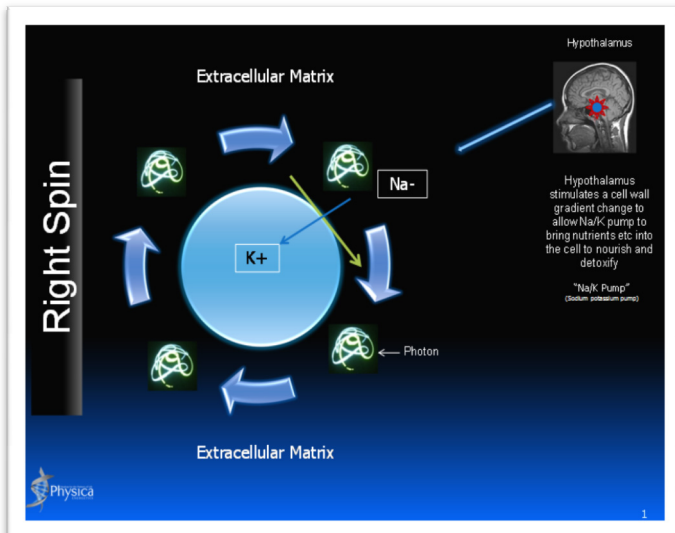 Hypothalamus
Extracellular Matrix
Right Spin
Na-
K+
Hypothalamus
stimulates a cell wall
gradient change to
allow Na/K pump to
bring nutrients etc into
the cell to nourish and
detoxify
"Na/K Pump"
(Sodium potassium pump)
Photon
Extracellular Matrix
Physica
1